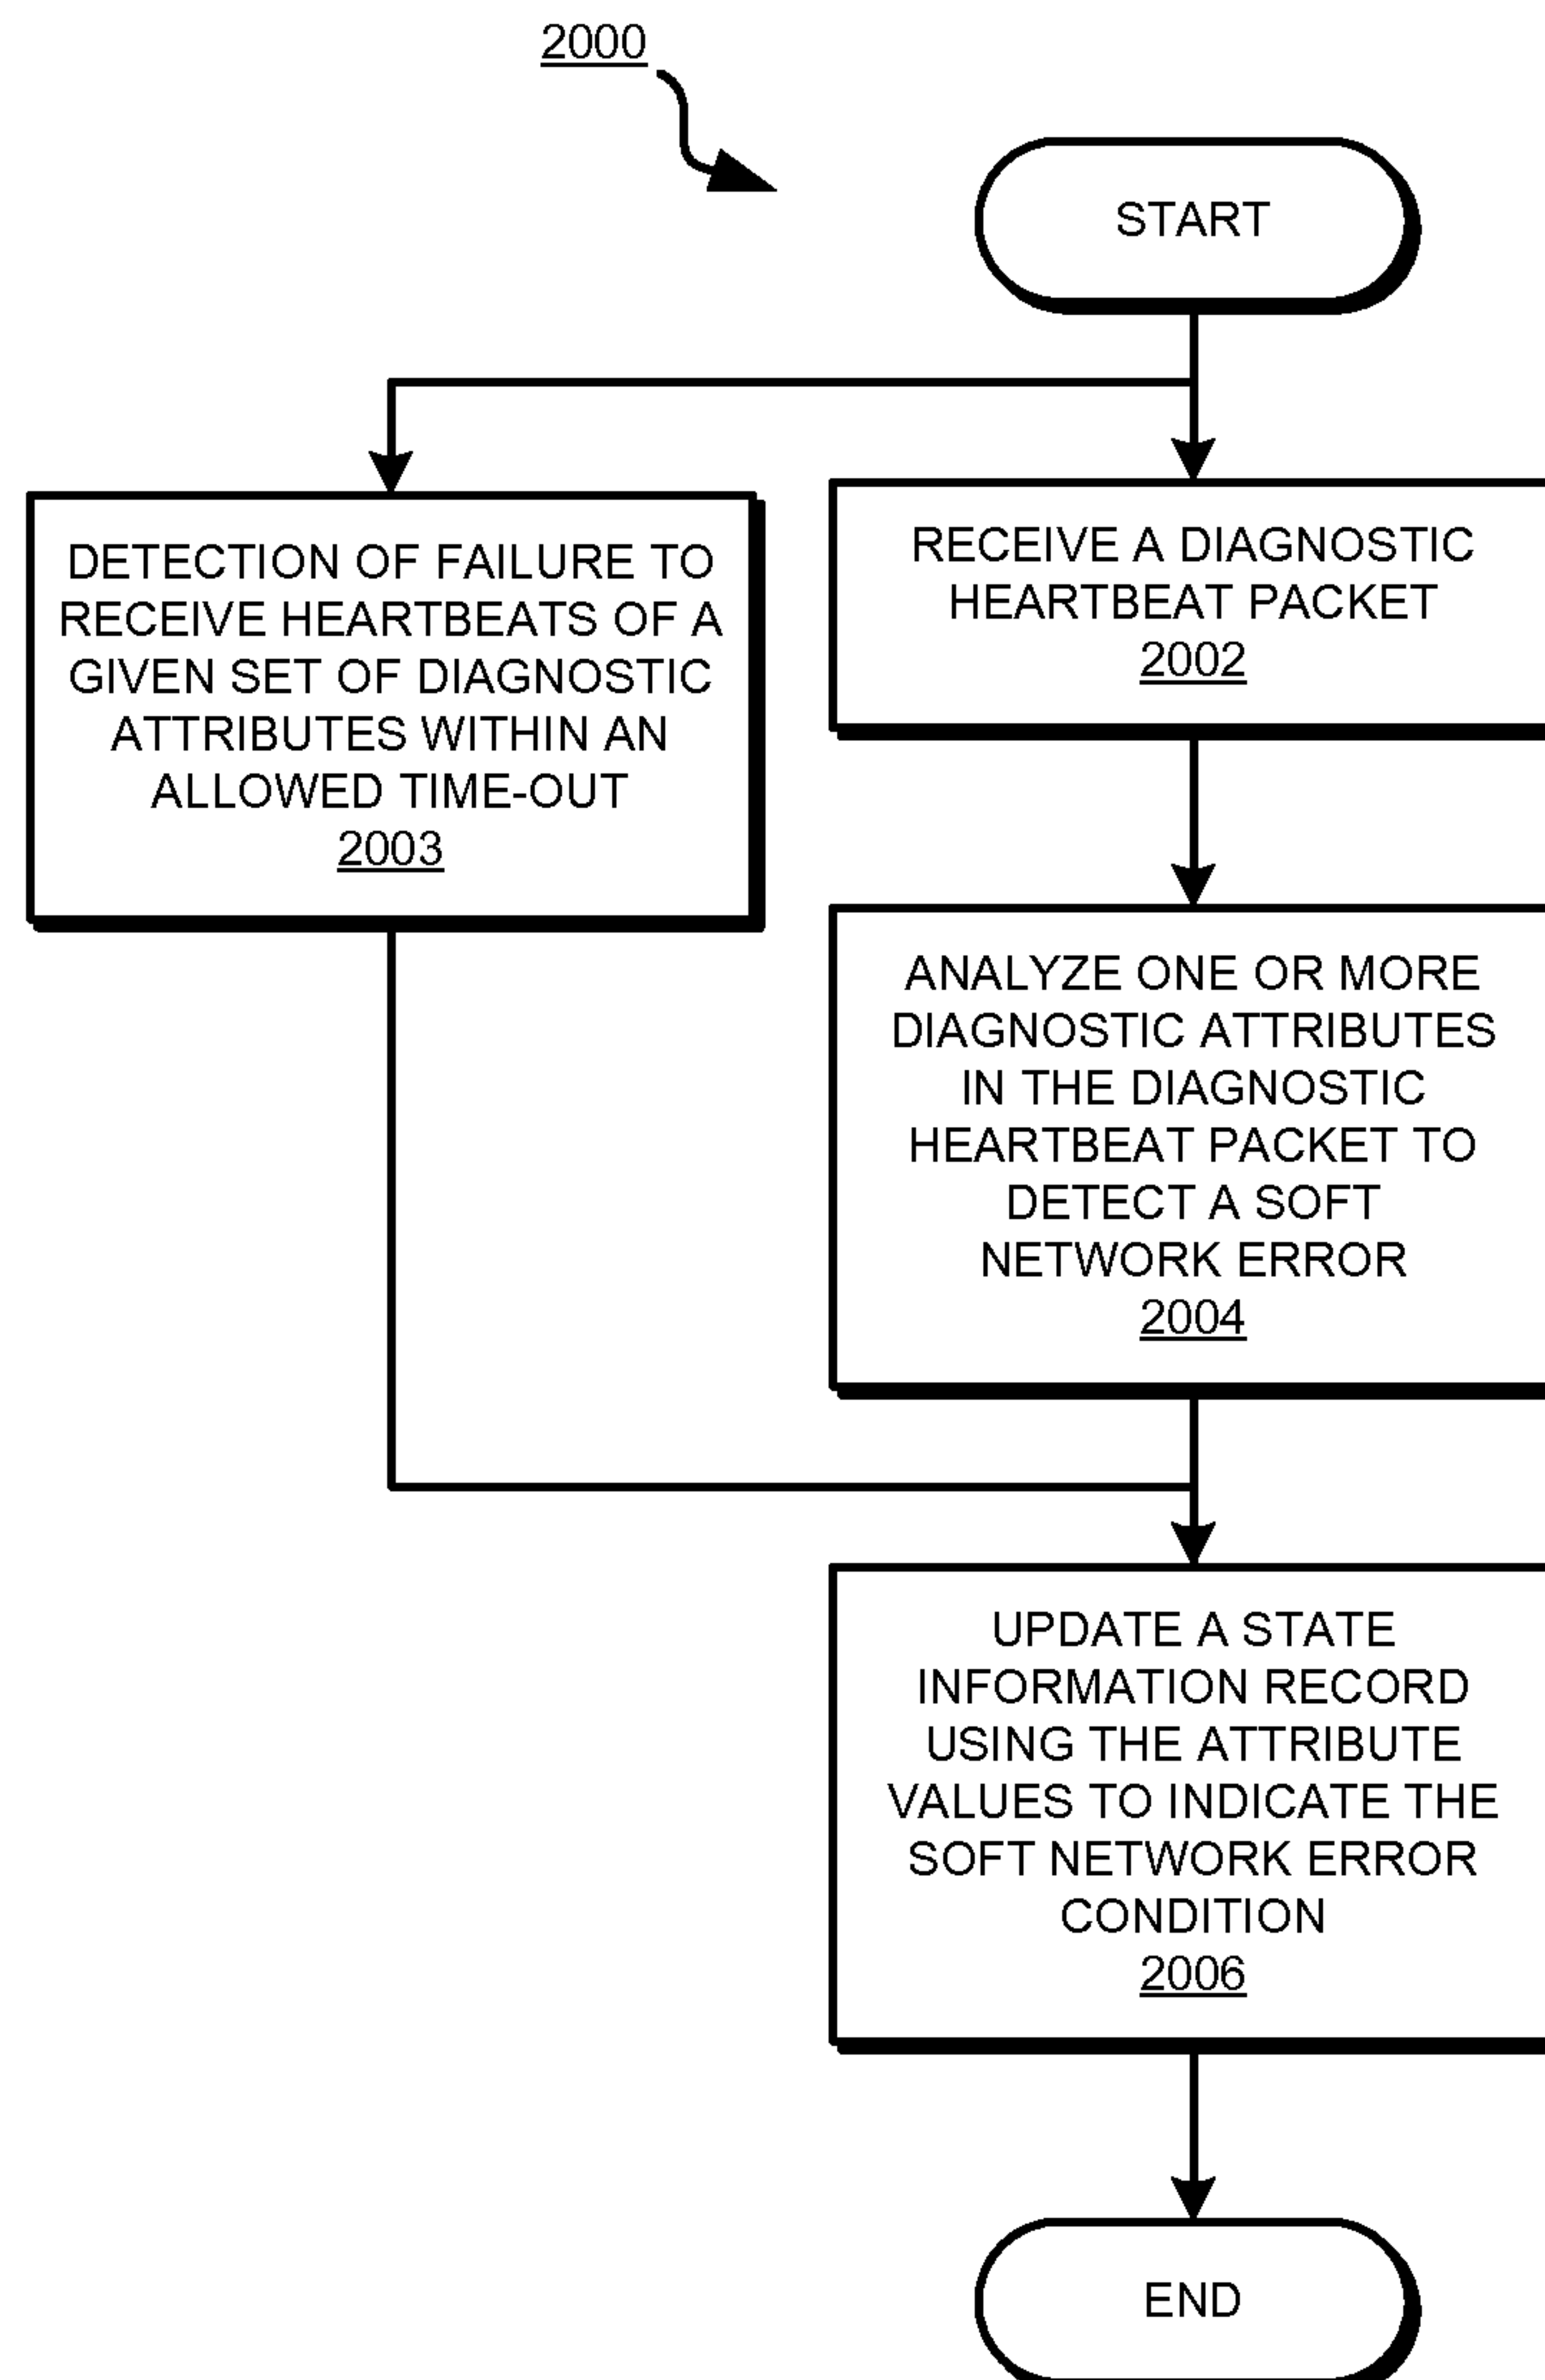 2000
START
DETECTION OF FAILURE TO
RECEIVE HEARTBEATS OF A
GIVEN SET OF DIAGNOSTIC
ATTRIBUTES WITHIN AN
ALLOWED TIME-OUT
2003
RECEIVE A DIAGNOSTIC
HEARTBEAT PACKET
2002
ANALYZE ONE OR MORE
DIAGNOSTIC ATTRIBUTES
IN THE DIAGNOSTIC
HEARTBEAT PACKET TO
DETECT A SOFT
NETWORK ERROR
2004
UPDATE A STATE
INFORMATION RECORD
USING THE ATTRIBUTE
VALUES TO INDICATE THE
SOFT NETWORK ERROR
CONDITION
2006
END